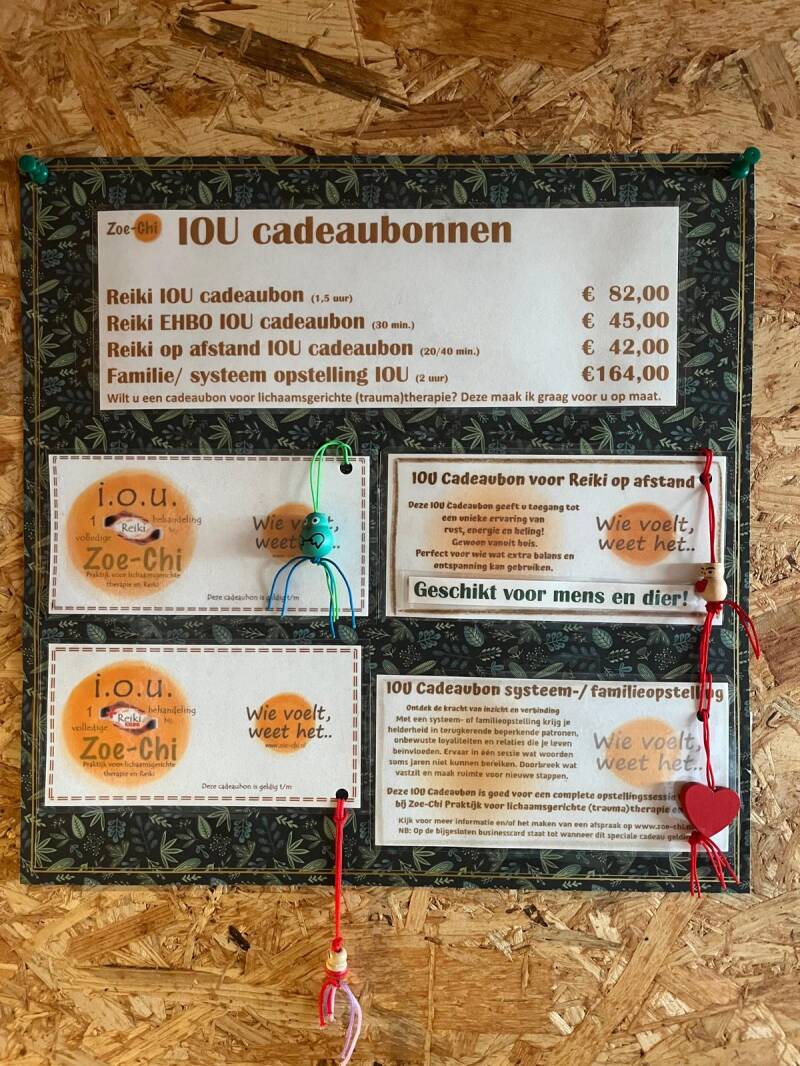 Zoe-Chi IOU cadeaubonnen
Reiki IOU cadeaubon (1,5 uur) € 82,00
Reiki EHBO IOU cadeaubon (30 min.) € 45,00
Reiki op afstand IOU cadeaubon (20/40 min.) € 42,00
Familie/ systeem opstelling IOU (2 uur) €164,00
Wilt u een cadeaubon voor lichaamsgerichte (trauma)therapie? Deze maak ik graag voor u op maat.
i.o.u.
1 Reiki behandeling
volledige
Zoe-Chi
Praktijk voor lichaamsgerichte
therapie en Reiki
Wie voelt,
weet het..
Deze cadeaubon is geldig t/m
IOU Cadeaubon voor Reiki op afstand
Deze IOU Cadeaubon geeft u toegang tot
een unieke ervaring van
rust, energie en heling!
Gewoon vanuit huis.
Perfect voor wie wat extra balans en
ontspanning kan gebruiken.
Wie voelt,
weet het..
Geschikt voor mens en dier!
i.o.u.
1 Reiki behandeling
volledige
Zoe-Chi
Praktijk voor lichaamsgerichte
therapie en Reiki
Wie voelt,
weet het..
www.zoe-chi.nl
Deze cadeaubon is geldig t/m
IOU Cadeaubon systeem-/ familieopstelling
Ontdek de kracht van inzicht en verbinding
Met een systeem- of familieopstelling krijg je
helderheid in terugkerende beperkende patronen,
onbewuste loyaliteiten en relaties die je leven
beïnvloeden. Ervaar in één sessie wat woorden
soms jaren niet kunnen bereiken. Doorbreek wat
vastzit en maak ruimte voor nieuwe stappen.
Wie voelt,
weet het..
Deze IOU Cadeaubon is goed voor een complete opstellingssessie
bij Zoe-Chi Praktijk voor lichaamsgerichte (trauma)therapie
Kijk voor meer informatie en/of het maken van een afspraak op www.zoe-chi.
NB: Op de bijgesloten businesscard staat tot wanneer dit speciale cadeau geldig